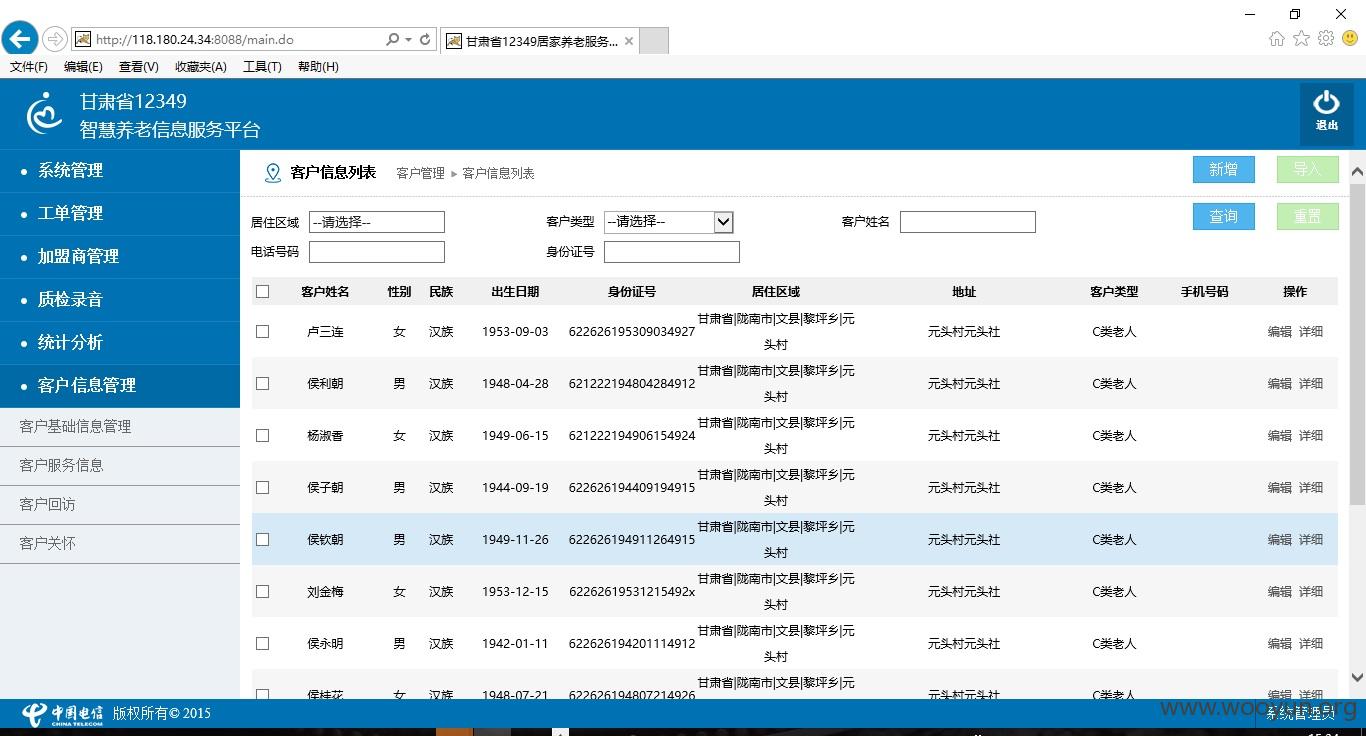 http://118.180.24.34:8088/main.do
甘肃省12349居家养老服务...
文件(F) 编辑(E) 查看(V) 收藏夹(A) 工具(T) 帮助(H)
甘肃省12349
智慧养老信息服务平台
退出
系统管理
工单管理
加盟商管理
质检录音
统计分析
客户信息管理
客户基础信息管理
客户服务信息
客户回访
客户关怀
客户信息列表 客户管理 客户信息列表 新增 导入
居住区域 --请选择-- 客户类型 --请选择-- 客户姓名 查询 重置
电话号码 身份证号
客户姓名 性别 民族 出生日期 身份证号 居住区域 地址 客户类型 手机号码 操作
卢三连 女 汉族 1953-09-03 622626195309034927 甘肃省|陇南市|文县|黎坪乡|元
头村 元头村元头社 C类老人 编辑 详细
侯利朝 男 汉族 1948-04-28 621222194804284912 甘肃省|陇南市|文县|黎坪乡|元
头村 元头村元头社 C类老人 编辑 详细
杨淑香 女 汉族 1949-06-15 621222194906154924 甘肃省|陇南市|文县|黎坪乡|元
头村 元头村元头社 C类老人 编辑 详细
侯子朝 男 汉族 1944-09-19 622626194409194915 甘肃省|陇南市|文县|黎坪乡|元
头村 元头村元头社 C类老人 编辑 详细
侯钦朝 男 汉族 1949-11-26 622626194911264915 甘肃省|陇南市|文县|黎坪乡|元
头村 元头村元头社 C类老人 编辑 详细
刘金梅 女 汉族 1953-12-15 62262619531215492x 甘肃省|陇南市|文县|黎坪乡|元
头村 元头村元头社 C类老人 编辑 详细
侯永明 男 汉族 1942-01-11 622626194201114912 甘肃省|陇南市|文县|黎坪乡|元
头村 元头村元头社 C类老人 编辑 详细
侯桂花 女 汉族 1948-07-21 622626194807214926 甘肃省|陇南市|文县|黎坪乡|元
元头村元头社 C类老人 编辑 详细
中国电信
CHINA TELECOM
版权所有© 2015
系统管理员
www.wooyun.org